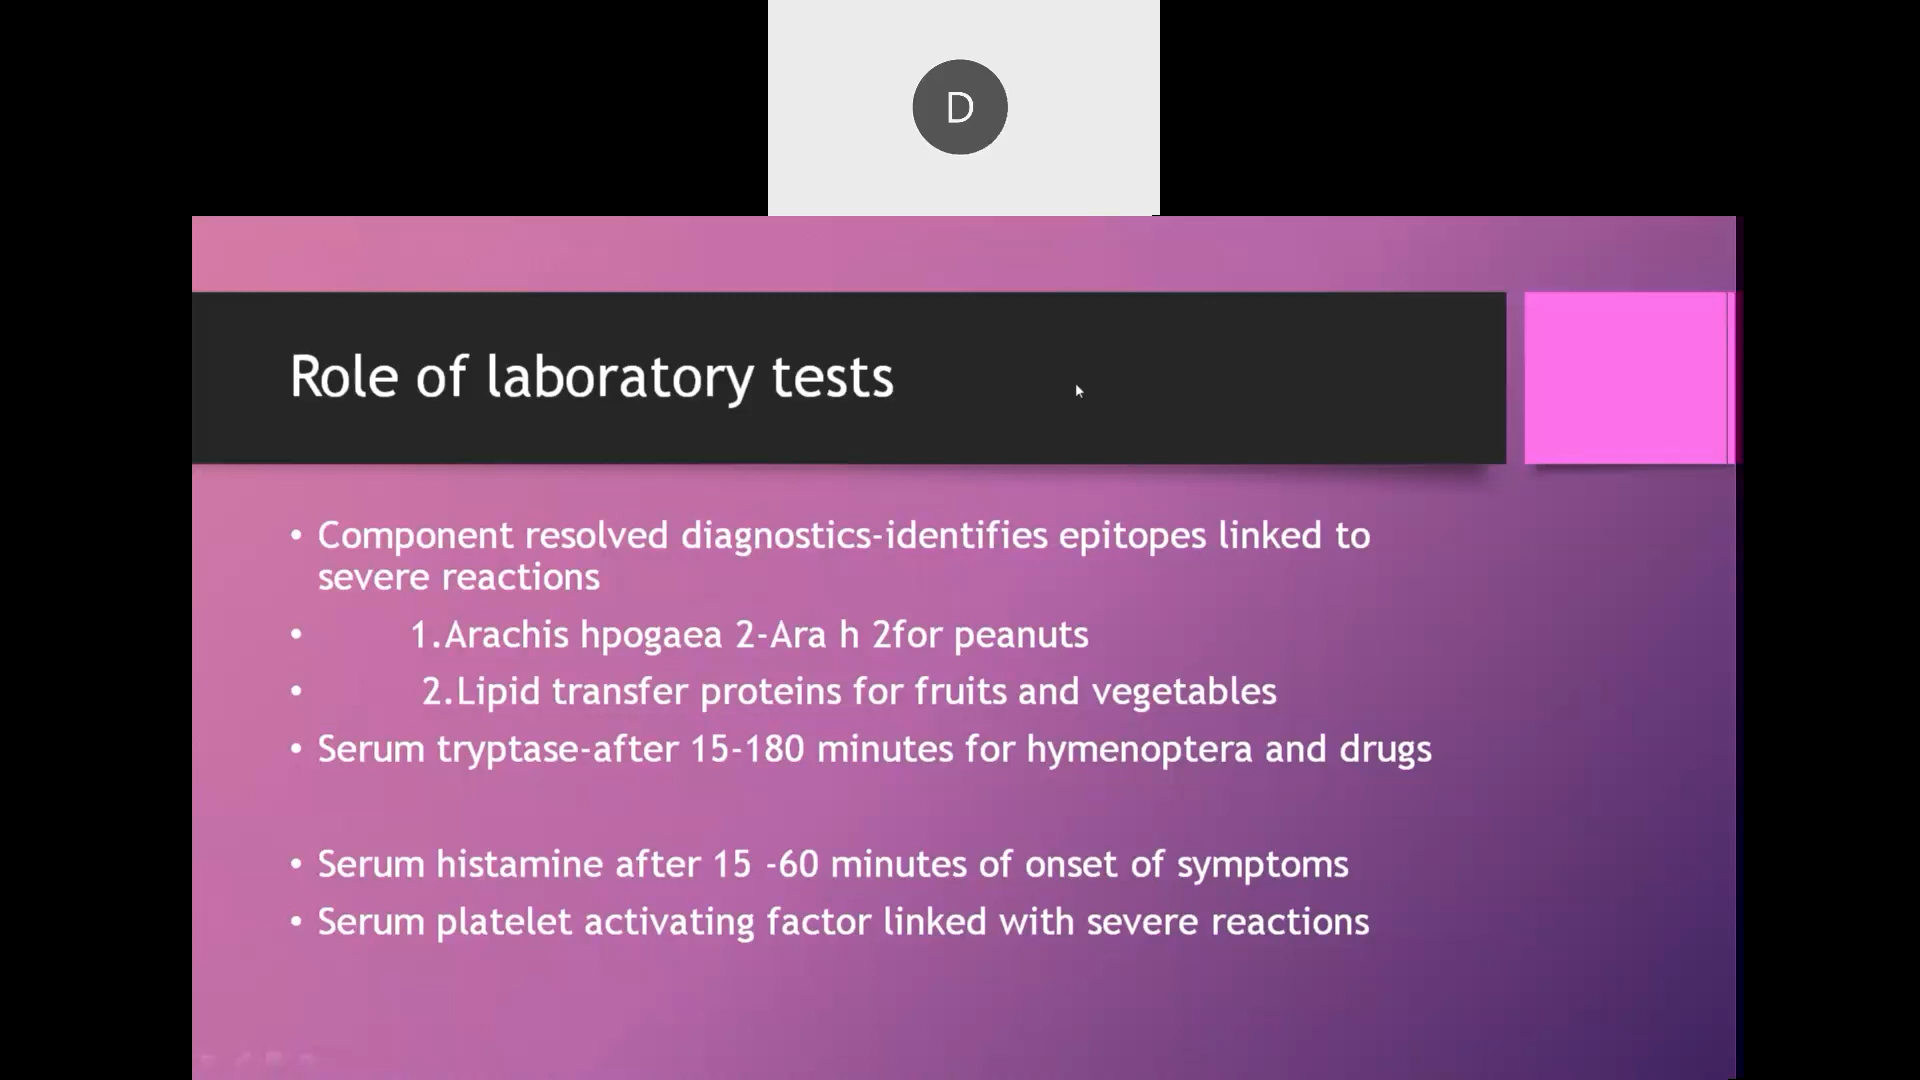 D
Role of laboratory tests
• Component resolved diagnostics-identifies epitopes linked to
severe reactions
• 1.Arachis hpogaea 2-Ara h 2for peanuts
• 2.Lipid transfer proteins for fruits and vegetables
• Serum tryptase-after 15-180 minutes for hymenoptera and drugs
• Serum histamine after 15 -60 minutes of onset of symptoms
• Serum platelet activating factor linked with severe reactions